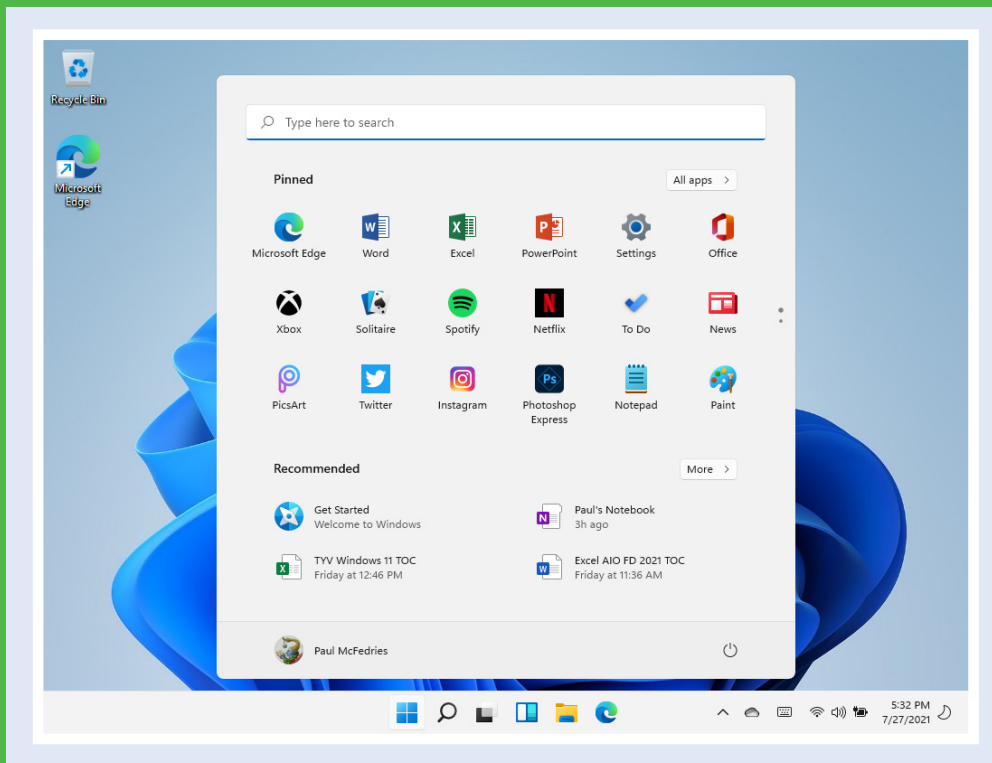 Recycle Bin
Microsoft
Edge
Type here to search
Pinned
All apps
Microsoft Edge
Word
Excel
PowerPoint
Settings
Office
Xbox
Solitaire
Spotify
Netflix
To Do
News
PicsArt
Twitter
Instagram
Photoshop
Express
Notepad
Paint
Recommended
More
Get Started
Welcome to Windows
Paul's Notebook
3h ago
TYV Windows 11 TOC
Friday at 12:46 PM
Excel AIO FD 2021 TOC
Friday at 11:36 AM
Paul McFedries
5:32 PM
7/27/2021